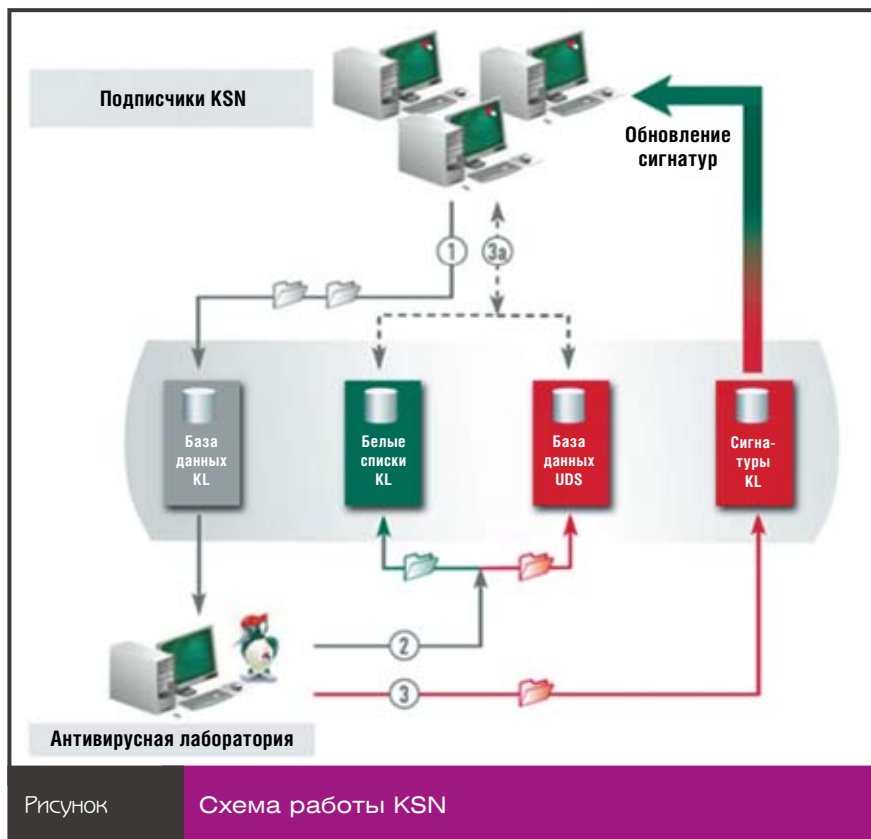 Подписчики KSN
Обновление
сигнатур
1
3а
База
данных
KL
Белые
списки
KL
База
данных
UDS
Сигна-
туры
KL
2
3
Антивирусная лаборатория
Рисунок
Схема работы KSN